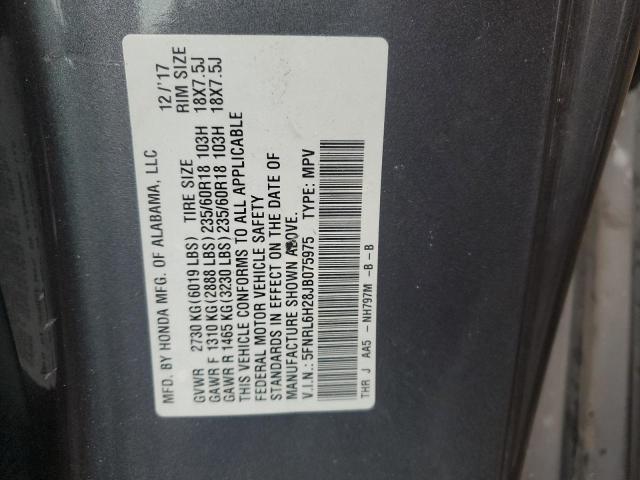 MFD. BY HONDA MFG. OF ALABAMA, LLC 12/'17
GVWR 2730 KG(6019 LBS) TIRE SIZE RIM SIZE
GAWR F 1310 KG(2888 LBS) 235/60R18 103H 18X7.5J
GAWR R 1465 KG(3230 LBS) 235/60R18 103H 18X7.5J
THIS VEHICLE CONFORMS TO ALL APPLICABLE
FEDERAL MOTOR VEHICLE SAFETY
STANDARDS IN EFFECT ON THE DATE OF
MANUFACTURE SHOWN ABOVE.
V.I.N.: 5FNRL6H28JB075975 TYPE: MPV
THR J AA5 -NH797M -B -B